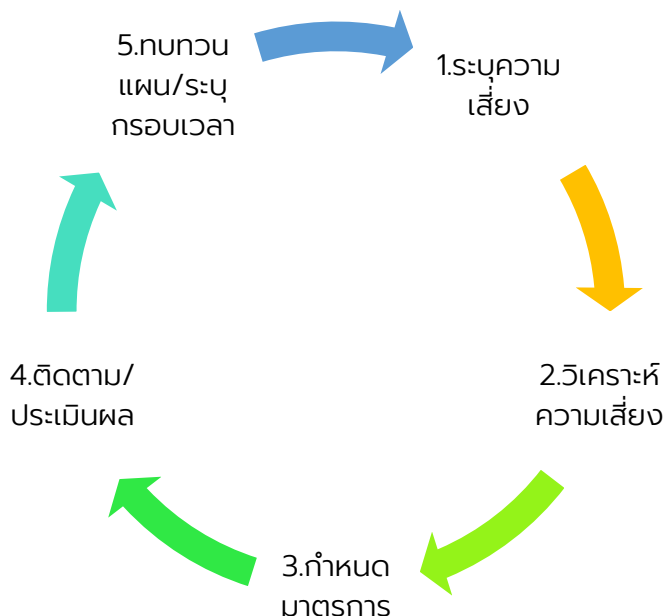 1.ระบุความ
เสี่ยง
2.วิเคราะห์
ความเสี่ยง
3.กำหนด
มาตรการ
4.ติดตาม/
ประเมินผล
5.ทบทวน
แผน/ระบุ
กรอบเวลา